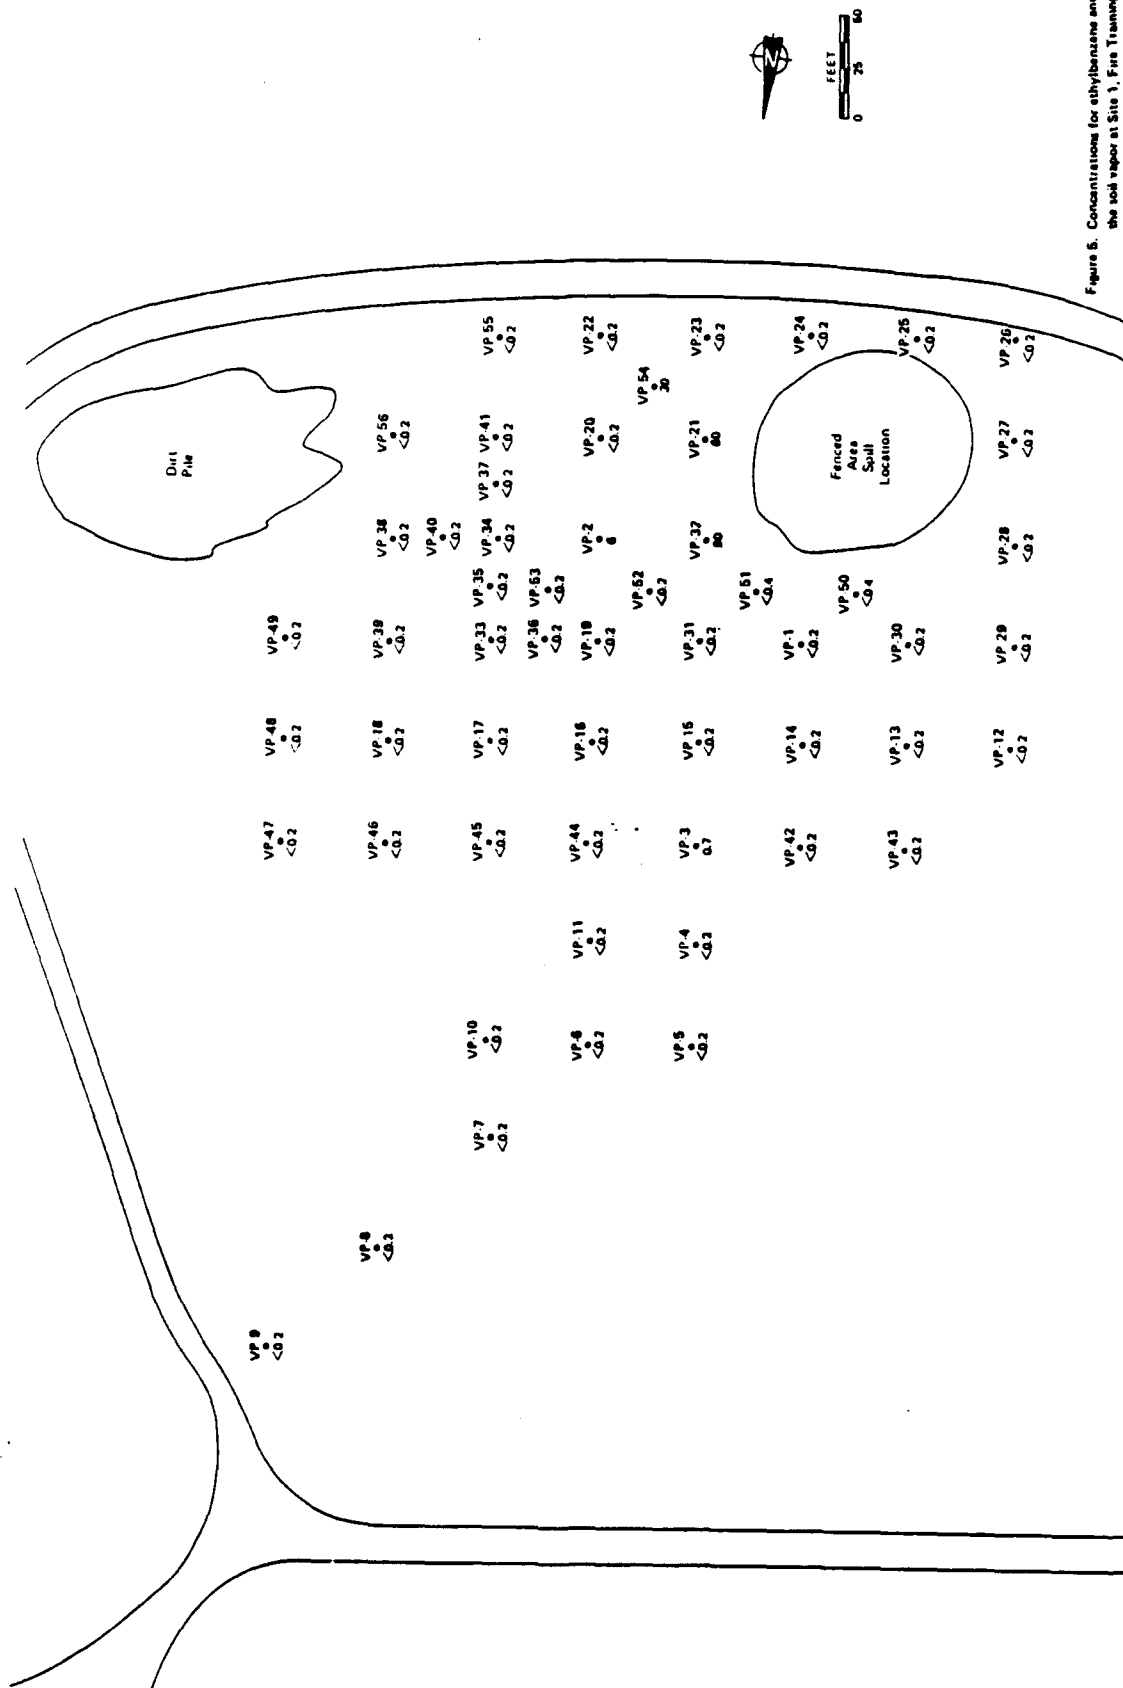 Dirt
Pile
VP-9
<0.2
VP-47
<0.2
VP-48
<0.2
VP-49
<0.2
VP-8
<0.2
VP-46
<0.2
VP-18
<0.2
VP-39
<0.2
VP-38
<0.2
VP-56
<0.2
VP-40
<0.2
VP-7
<0.2
VP-10
<0.2
VP-45
<0.2
VP-17
<0.2
VP-33
<0.2
VP-35
<0.2
VP-34
<0.2
VP 37
<0.2
VP-41
<0.2
VP-55
<0.2
VP-36
<0.2
VP-53
<0.2
VP-6
<0.2
VP-11
<0.2
VP-44
<0.2
VP-16
<0.2
VP-19
<0.2
VP-2
6
VP-20
<0.2
VP-22
<0.2
VP-52
<0.2
VP-54
30
VP-5
<0.2
VP-4
<0.2
VP-3
0.7
VP-15
<0.2
VP-31
<0.2
VP-37
80
VP-21
60
VP-23
<0.2
VP-51
<0.4
VP-42
<0.2
VP-14
<0.2
VP-1
<0.2
VP-24
<0.2
VP-50
<0.4
Fenced
Area
Spill
Location
VP-43
<0.2
VP-13
<0.2
VP-30
<0.2
VP-25
<0.2
VP-12
<0.2
VP 29
<0.2
VP-28
<0.2
VP-27
<0.2
VP-26
<0.2
N
FEET
0 25 50
Figure 5. Concentrations for ethylbenzene and
the soil vapor at Site 1, Fire Training